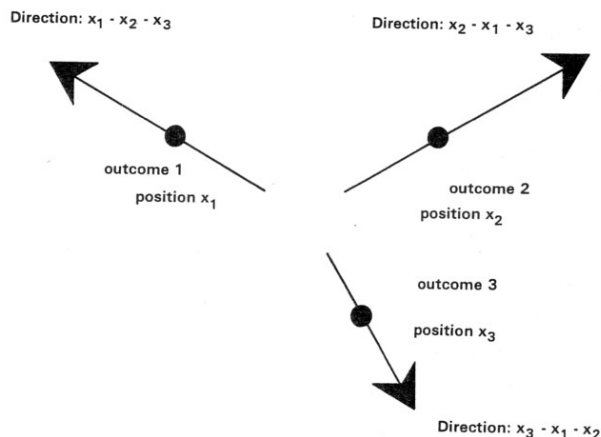 Direction: x₁ - x₂ - x₃
Direction: x₂ - x₁ - x₃
outcome 1
position x₁
outcome 2
position x₂
outcome 3
position x₃
Direction: x₃ - x₁ - x₂